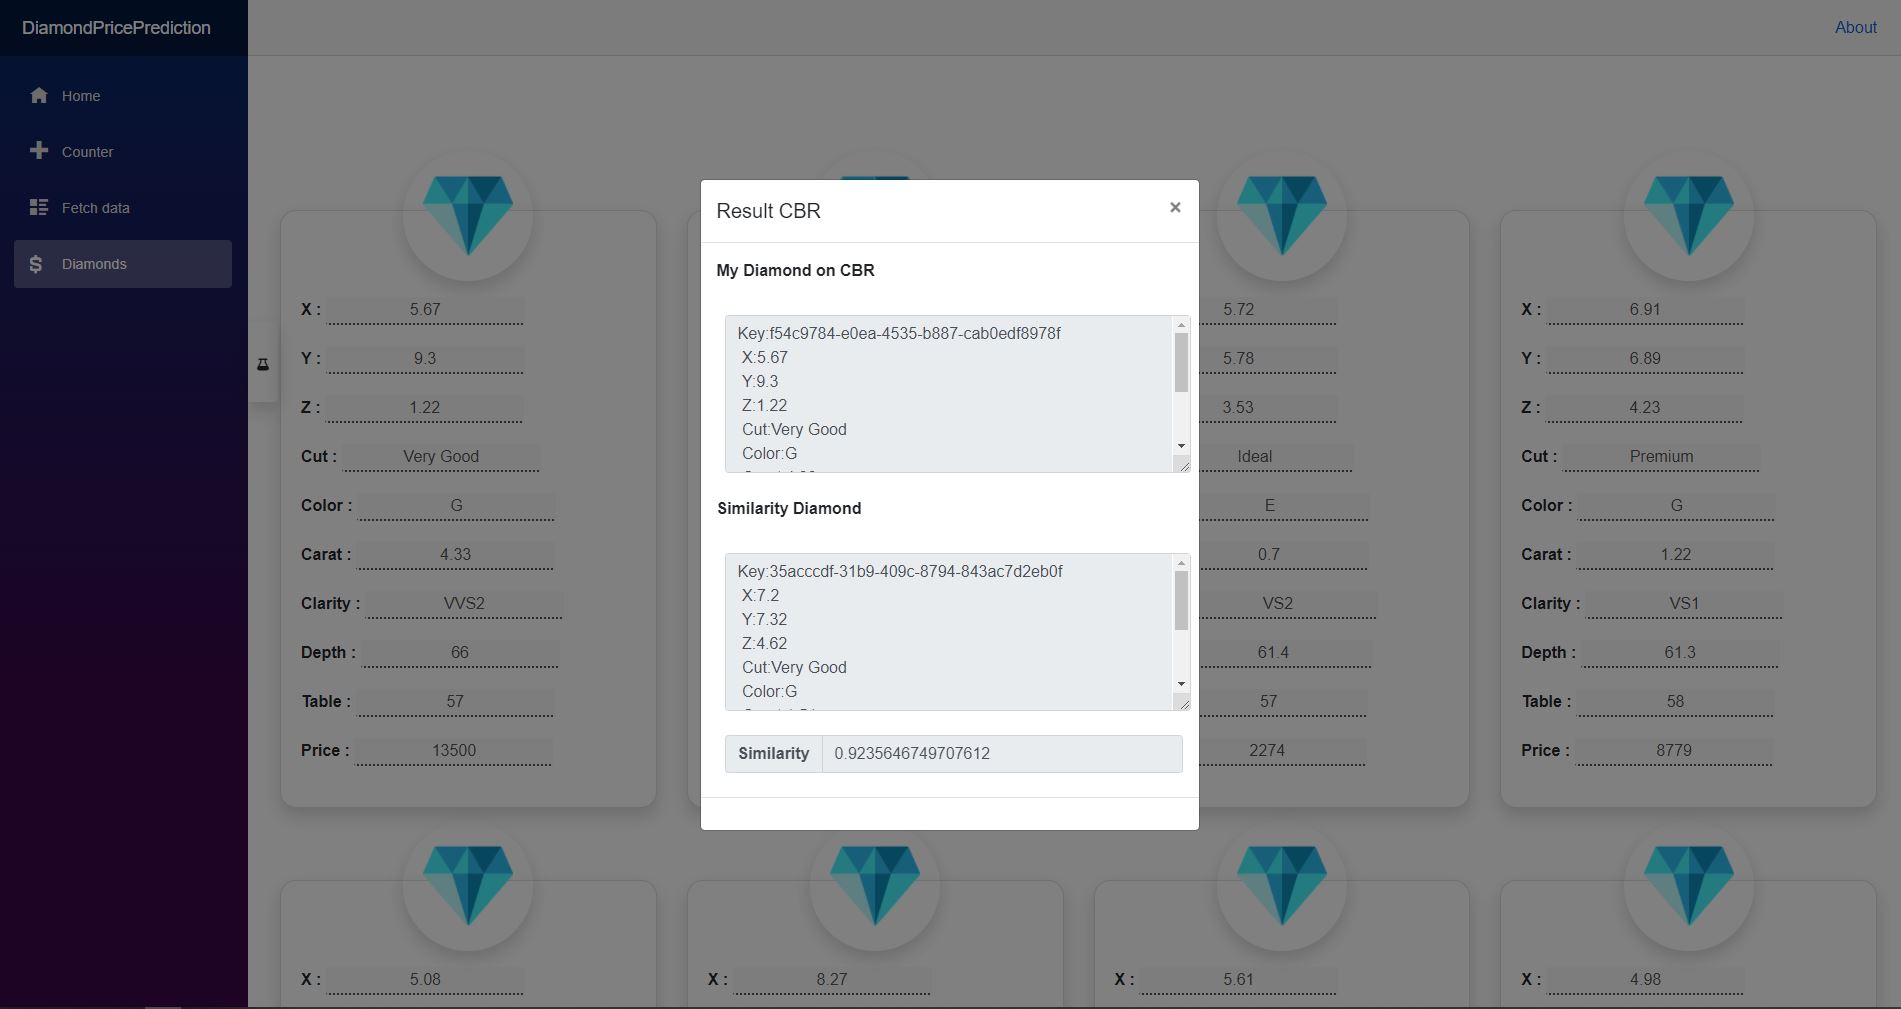 DiamondPricePrediction
About
Home
Counter
Fetch data
Diamonds
X : 5.67
Y : 9.3
Z : 1.22
Cut : Very Good
Color : G
Carat : 4.33
Clarity : VVS2
Depth : 66
Table : 57
Price : 13500
Result CBR
×
My Diamond on CBR
Key:f54c9784-e0ea-4535-b887-cab0edf8978f
X:5.67
Y:9.3
Z:1.22
Cut:Very Good
Color:G
Similarity Diamond
Key:35acccdf-31b9-409c-8794-843ac7d2eb0f
X:7.2
Y:7.32
Z:4.62
Cut:Very Good
Color:G
Similarity 0.9235646749707612
5.72
5.78
3.53
Ideal
E
0.7
VS2
61.4
57
2274
X : 6.91
Y : 6.89
Z : 4.23
Cut : Premium
Color : G
Carat : 1.22
Clarity : VS1
Depth : 61.3
Table : 58
Price : 8779
X : 5.08
X : 8.27
X : 5.61
X : 4.98